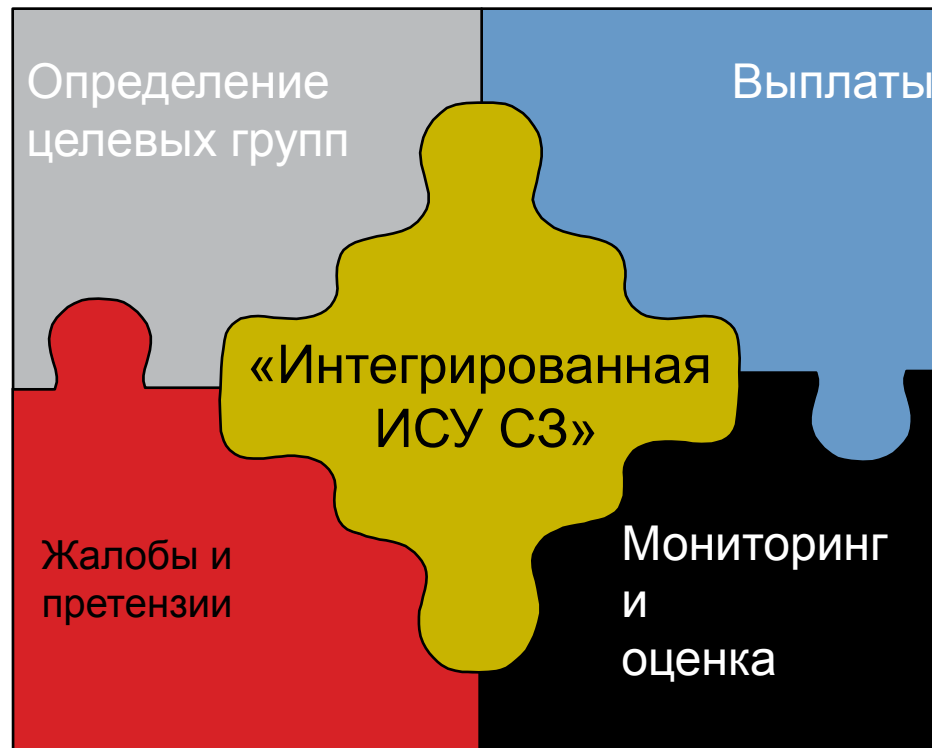 Определение
целевых групп
Выплаты
«Интегрированная
ИСУ СЗ»
Жалобы и
претензии
Мониторинг
и
оценка